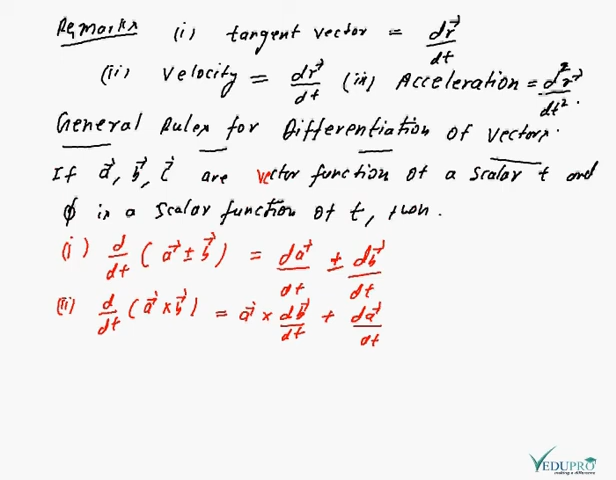 Remarks (i) tangent vector = dr⃗/dt
(ii) Velocity = dr⃗/dt (iii) Acceleration = d²r⃗/dt².
General Rules for Differentiation of Vectors.
If a⃗, b⃗, c⃗ are vector function of a scalar t and
ϕ is a scalar function of t, then.
(i) d/dt (a⃗ ± b⃗) = da⃗/dt ± db⃗/dt
(ii) d/dt (a⃗ × b⃗) = a⃗ × db⃗/dt + da⃗/dt
VEDUPRO
making a difference